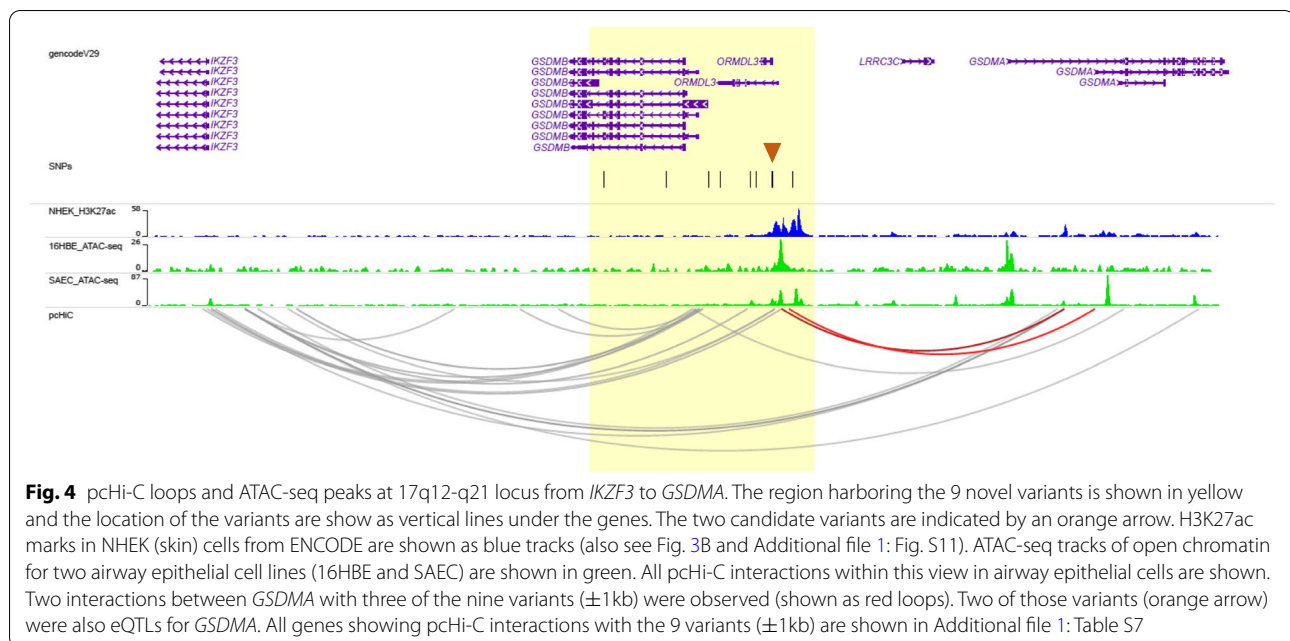 gencodeV29
IKZF3 GSDMB ORMDL3 LRRC3C GSDMA
IKZF3 GSDMB GSDMA
IKZF3 GSDMB ORMDL3 GSDMA
IKZF3 GSDMB
IKZF3 GSDMB
IKZF3 GSDMB
IKZF3 GSDMB
IKZF3 GSDMB
IKZF3 GSDMB
SNPs
NHEK_H3K27ac 58
0
16HBE_ATAC-seq 26
0
SAEC_ATAC-seq 87
0
pcHiC
Fig. 4 pcHi-C loops and ATAC-seq peaks at 17q12-q21 locus from IKZF3 to GSDMA. The region harboring the 9 novel variants is shown in yellow
and the location of the variants are show as vertical lines under the genes. The two candidate variants are indicated by an orange arrow. H3K27ac
marks in NHEK (skin) cells from ENCODE are shown as blue tracks (also see Fig. 3B and Additional file 1: Fig. S11). ATAC-seq tracks of open chromatin
for two airway epithelial cell lines (16HBE and SAEC) are shown in green. All pcHi-C interactions within this view in airway epithelial cells are shown.
Two interactions between GSDMA with three of the nine variants (±1kb) were observed (shown as red loops). Two of those variants (orange arrow)
were also eQTLs for GSDMA. All genes showing pcHi-C interactions with the 9 variants (±1kb) are shown in Additional file 1: Table S7